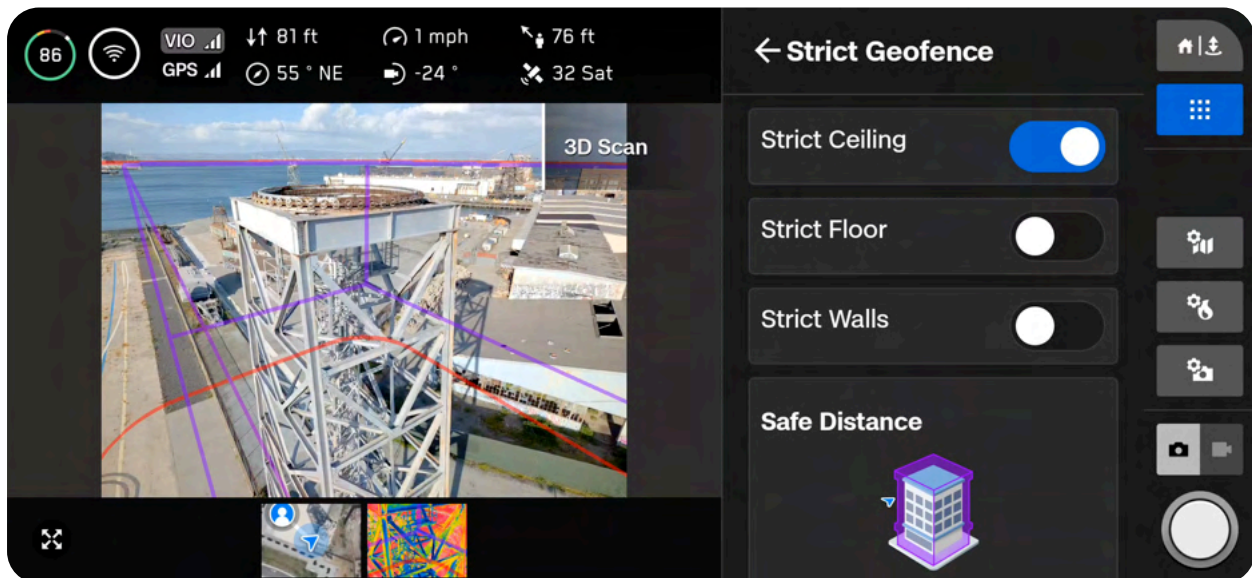 86
VIO
GPS
81 ft
55 ° NE
1 mph
-24 °
76 ft
32 Sat
3D Scan
Strict Geofence
Strict Ceiling
Strict Floor
Strict Walls
Safe Distance